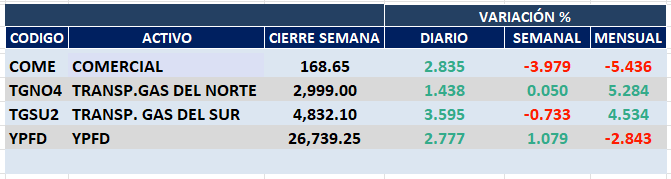 VARIACIÓN %
CODIGO ACTIVO CIERRE SEMANA DIARIO SEMANAL MENSUAL
COME COMERCIAL 168.65 2.835 -3.979 -5.436
TGNO4 TRANSP.GAS DEL NORTE 2,999.00 1.438 0.050 5.284
TGSU2 TRANSP. GAS DEL SUR 4,832.10 3.595 -0.733 4.534
YPFD YPFD 26,739.25 2.777 1.079 -2.843